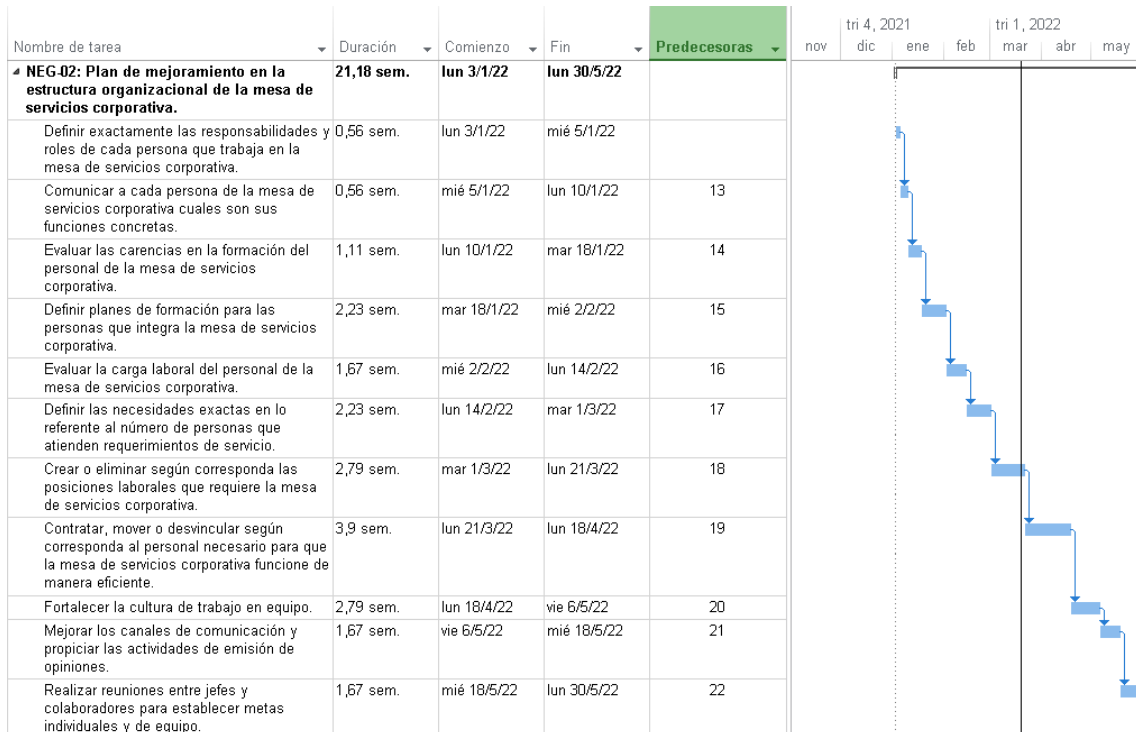 tri 4, 2021 tri 1, 2022
Nombre de tarea Duración Comienzo Fin Predecesoras nov dic ene feb mar abr may
NEG-02: Plan de mejoramiento en la 21,18 sem. lun 3/1/22 lun 30/5/22
estructura organizacional de la mesa de
servicios corporativa.
Definir exactamente las responsabilidades y 0,56 sem. lun 3/1/22 mié 5/1/22
roles de cada persona que trabaja en la
mesa de servicios corporativa.
Comunicar a cada persona de la mesa de 0,56 sem. mié 5/1/22 lun 10/1/22 13
servicios corporativa cuales son sus
funciones concretas.
Evaluar las carencias en la formación del 1,11 sem. lun 10/1/22 mar 18/1/22 14
personal de la mesa de servicios
corporativa.
Definir planes de formación para las 2,23 sem. mar 18/1/22 mié 2/2/22 15
personas que integra la mesa de servicios
corporativa.
Evaluar la carga laboral del personal de la 1,67 sem. mié 2/2/22 lun 14/2/22 16
mesa de servicios corporativa.
Definir las necesidades exactas en lo 2,23 sem. lun 14/2/22 mar 1/3/22 17
referente al número de personas que
atienden requerimientos de servicio.
Crear o eliminar según corresponda las 2,79 sem. mar 1/3/22 lun 21/3/22 18
posiciones laborales que requiere la mesa
de servicios corporativa.
Contratar, mover o desvincular según 3,9 sem. lun 21/3/22 lun 18/4/22 19
corresponda al personal necesario para que
la mesa de servicios corporativa funcione de
manera eficiente.
Fortalecer la cultura de trabajo en equipo. 2,79 sem. lun 18/4/22 vie 6/5/22 20
Mejorar los canales de comunicación y 1,67 sem. vie 6/5/22 mié 18/5/22 21
propiciar las actividades de emisión de
opiniones.
Realizar reuniones entre jefes y 1,67 sem. mié 18/5/22 lun 30/5/22 22
colaboradores para establecer metas
individuales y de equipo.